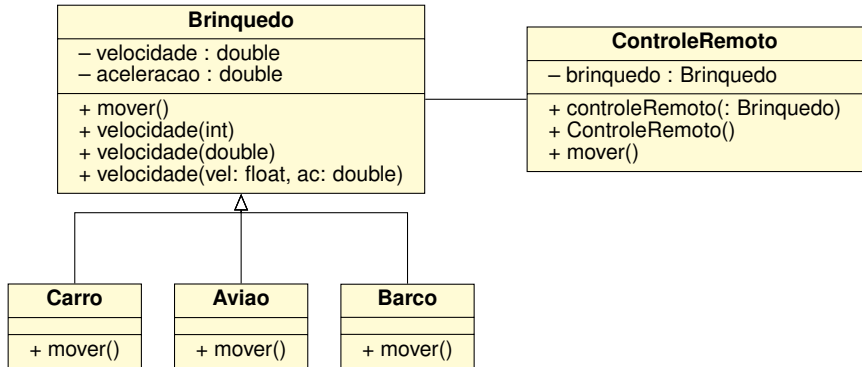 Brinquedo
– velocidade : double
– aceleracao : double
+ mover()
+ velocidade(int)
+ velocidade(double)
+ velocidade(vel: float, ac: double)
ControleRemoto
– brinquedo : Brinquedo
+ controleRemoto(: Brinquedo)
+ ControleRemoto()
+ mover()
Carro
+ mover()
Aviao
+ mover()
Barco
+ mover()